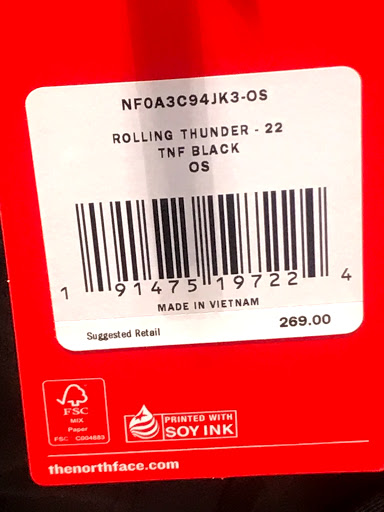 NF0A3C94JK3-OS
ROLLING THUNDER - 22
TNF BLACK
OS
1 91475 19722 4
MADE IN VIETNAM
Suggested Retail 269.00
FSC
MIX
Paper
FSC C004883
PRINTED WITH
SOY INK
thenorthface.com